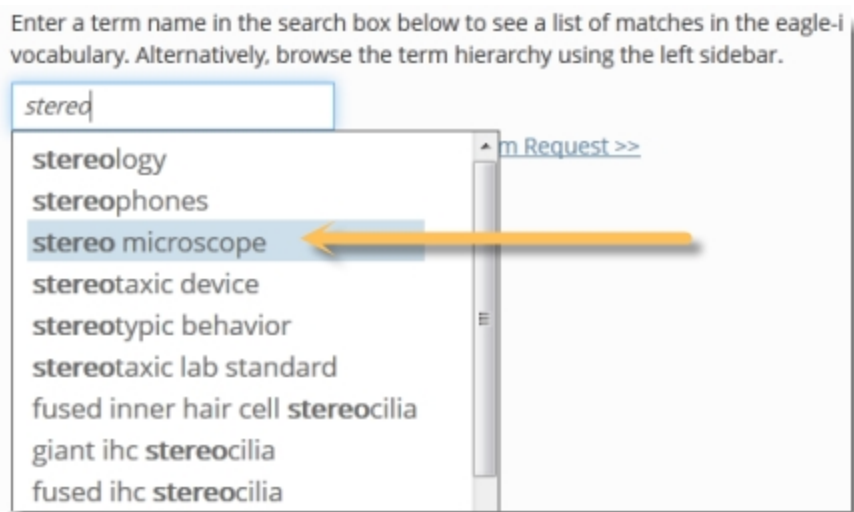 Enter a term name in the search box below to see a list of matches in the eagle-i
vocabulary. Alternatively, browse the term hierarchy using the left sidebar.
stereo
m Request >>
stereology
stereophones
stereo microscope
stereotaxic device
stereotypic behavior
stereotaxic lab standard
fused inner hair cell stereocilia
giant ihc stereocilia
fused ihc stereocilia